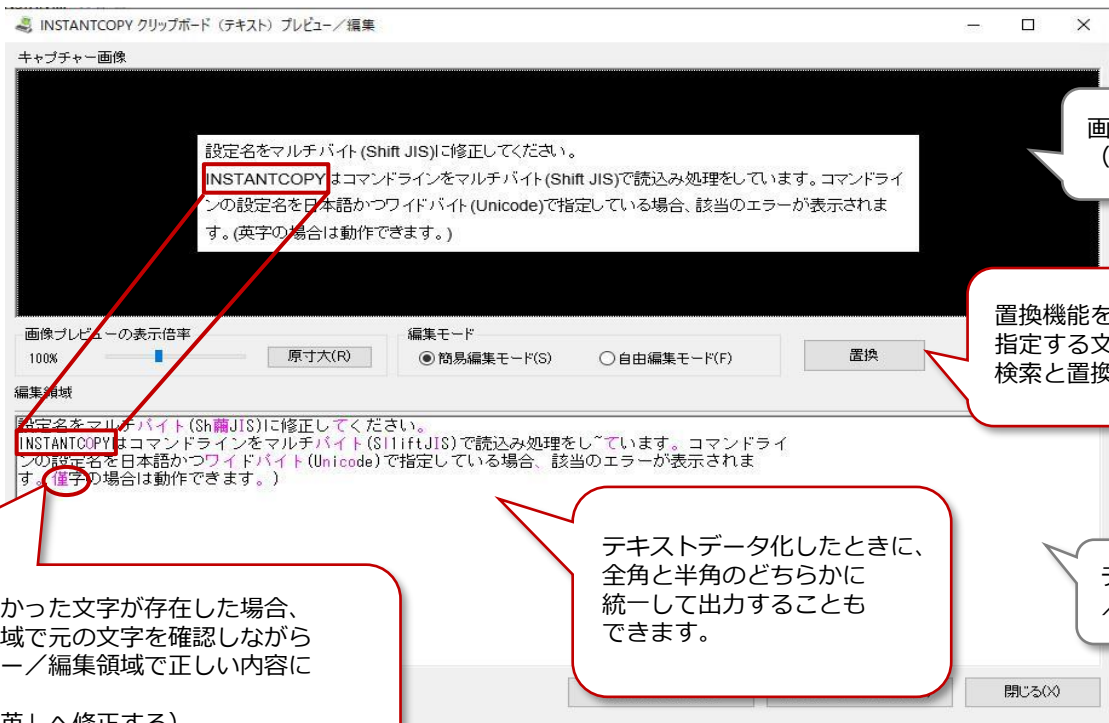 INSTANTCOPY クリップボード（テキスト）プレビュー／編集
キャプチャー画像
設定名をマルチバイト(Shift JIS)に修正してください。
INSTANTCOPYはコマンドラインをマルチバイト(Shift JIS)で読込み処理をしています。コマンドライ
ンの設定名を日本語かつワイドバイト(Unicode)で指定している場合、該当のエラーが表示されま
す。(英字の場合は動作できます。)
画
（
置換機能を
指定する文
検索と置換
画像プレビューの表示倍率
100%
原寸大(R)
編集モード
簡易編集モード(S)
自由編集モード(F)
置換
編集領域
設定名をマルチバイト(Sh繭JIS)に修正してください。
INSTANTCOPYはコマンドラインをマルチバイト(Sl1iftJIS)で読込み処理をし~ています。コマンドライ
ンの設定名を日本語かつワイドバイト(Unicode)で指定している場合、該当のエラーが表示されま
す。僅字の場合は動作できます。)
テキストデータ化したときに、
全角と半角のどちらかに
統一して出力することも
できます。
かった文字が存在した場合、
域で元の文字を確認しながら
ー／編集領域で正しい内容に
閉じる(X)